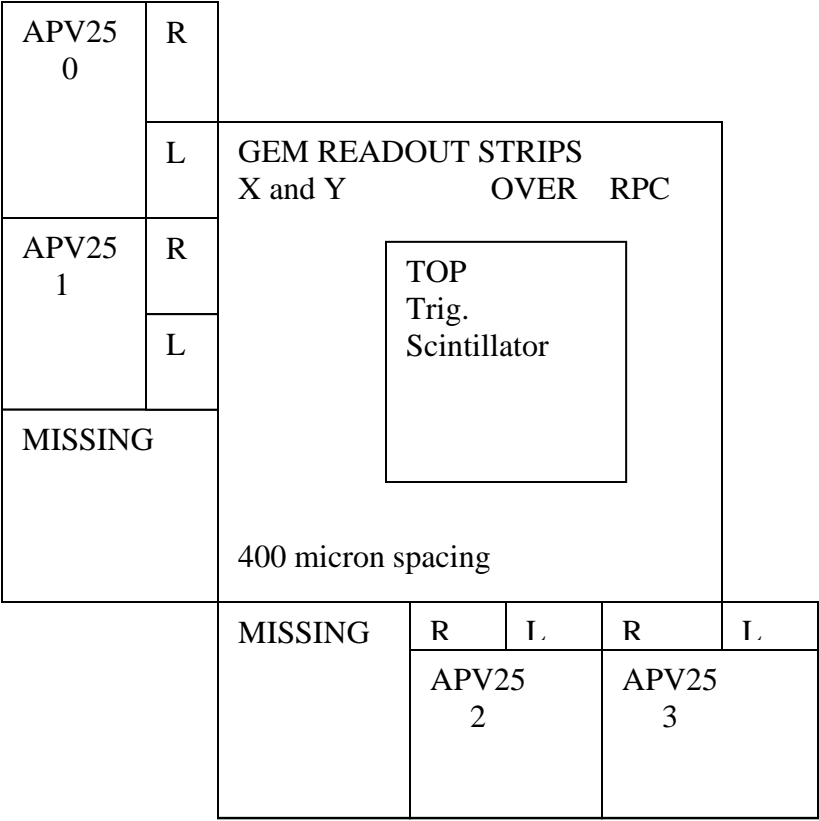 APV25
0
R
L
GEM READOUT STRIPS
X and Y OVER RPC
APV25
1
R
L
TOP
Trig.
Scintillator
MISSING
400 micron spacing
MISSING
R
L
R
L
APV25
2
APV25
3